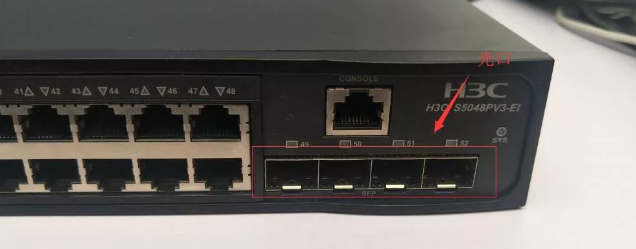 光口
CONSOLE
H3C
H3C S5048PV3-EI
41 42 43 44 45 46 47 48
49 50 51 52
SYS
SFP